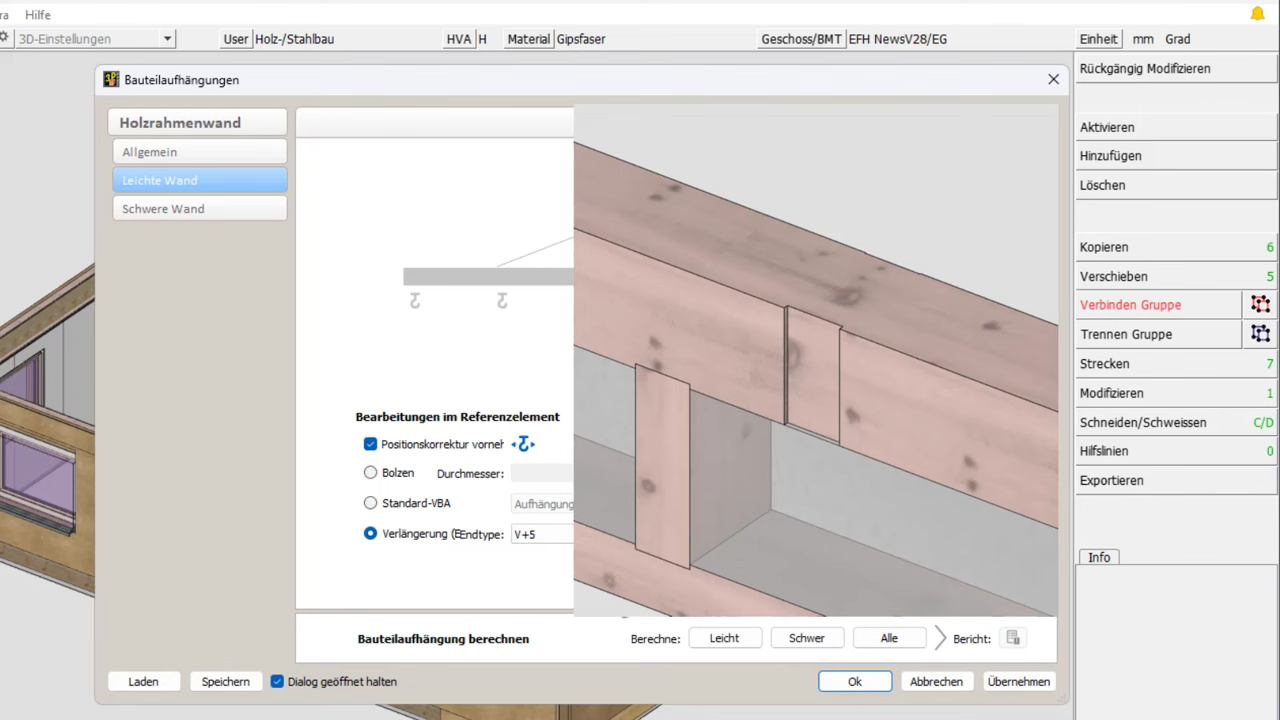 ra Hilfe
3D-Einstellungen User Holz-/Stahlbau HVA H Material Gipsfaser Geschoss/BMT EFH NewsV28/EG Einheit mm Grad
Bauteilaufhängungen
Holzrahmenwand
Allgemein
Leichte Wand
Schwere Wand
Bearbeitungen im Referenzelement
Positionskorrektur vorneh
Bolzen Durchmesser:
Standard-VBA Aufhängung
Verlängerung (E Endtype: V+5
Bauteilaufhängung berechnen Berechne: Leicht Schwer Alle Bericht:
Laden Speichern Dialog geöffnet halten Ok Abbrechen Übernehmen
Rückgängig Modifizieren
Aktivieren
Hinzufügen
Löschen
Kopieren 6
Verschieben 5
Verbinden Gruppe
Trennen Gruppe
Strecken 7
Modifizieren 1
Schneiden/Schweissen C/D
Hilfslinien 0
Exportieren
Info